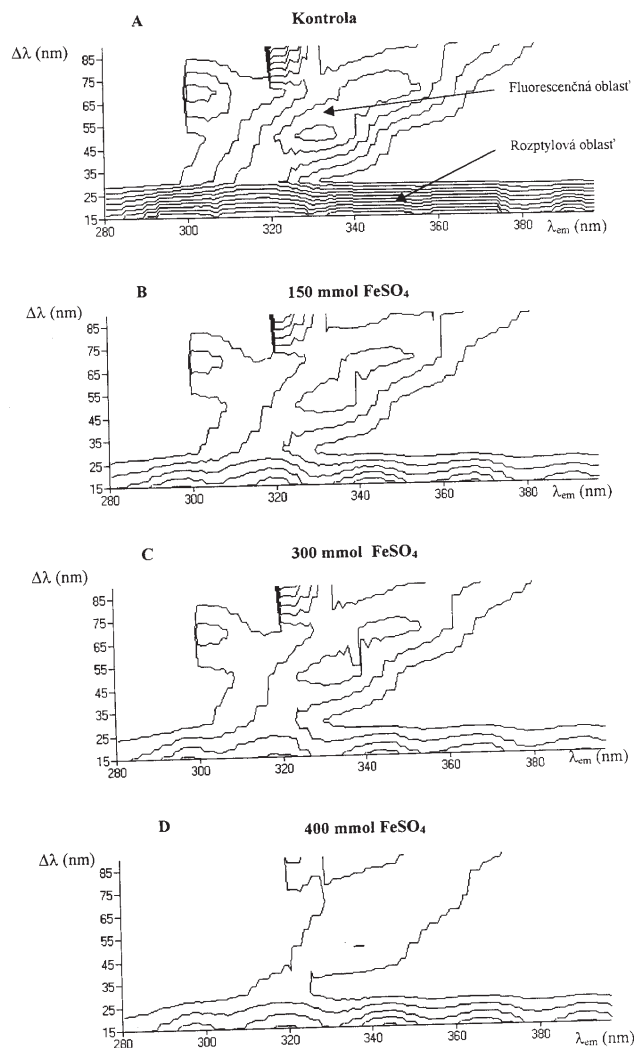 A Kontrola
Δλ (nm)
85
75
65
55
45
35
25
15
Fluorescenčná oblasť
Rozptylová oblasť
280 300 320 340 360 380 λem (nm)
B 150 mmol FeSO4
Δλ (nm)
85
75
65
55
45
35
25
15
280 300 320 340 360 380 λem (nm)
C 300 mmol FeSO4
Δλ (nm)
85
75
65
55
45
35
25
15
280 300 320 340 360 380 λem (nm)
D 400 mmol FeSO4
Δλ (nm)
85
75
65
55
45
35
25
15
280 300 320 340 360 380 λem (nm)